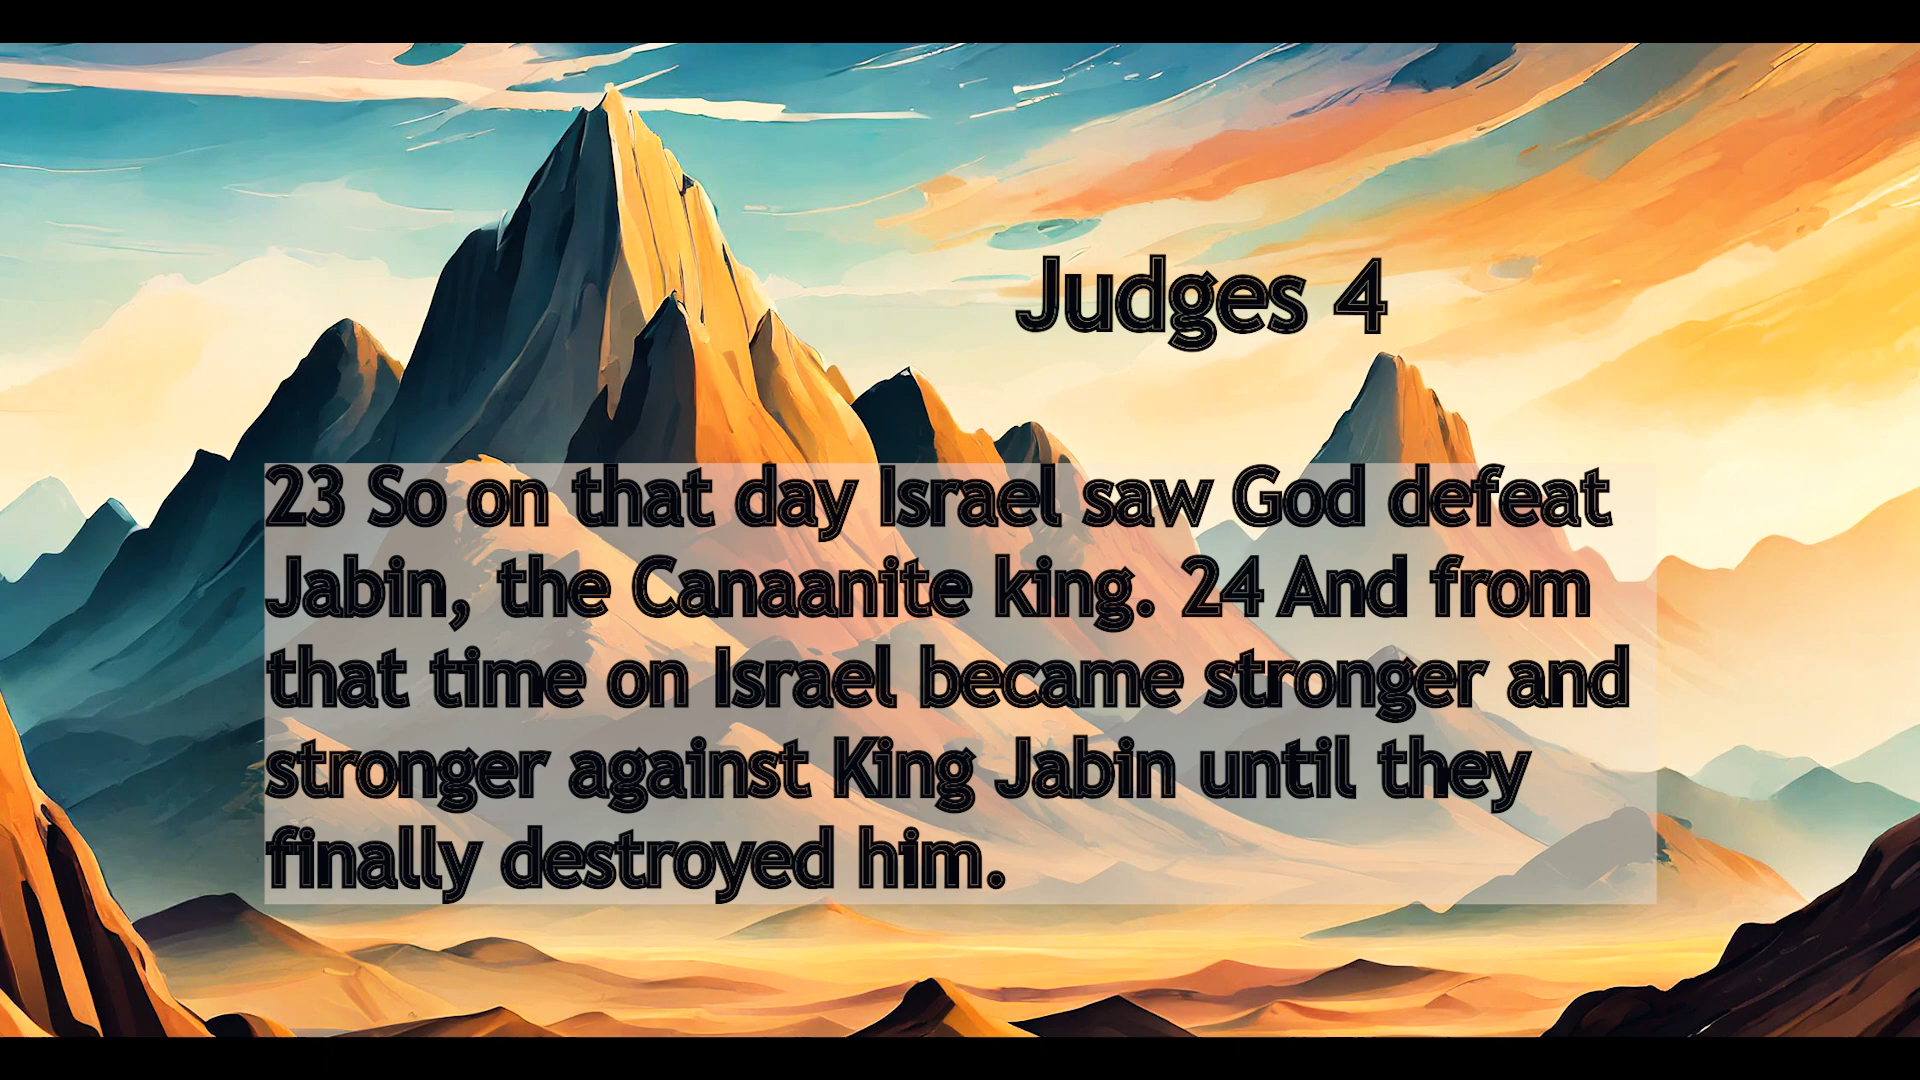 Judges 4
23 So on that day Israel saw God defeat
Jabin, the Canaanite king. 24 And from
that time on Israel became stronger and
stronger against King Jabin until they
finally destroyed him.